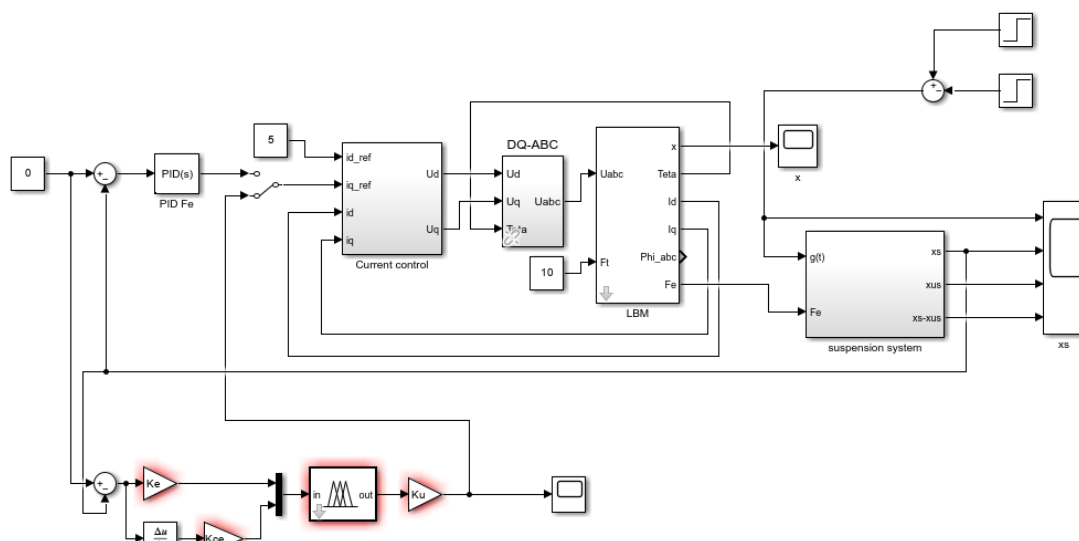 0
PID(s)
PID Fe
5
id_ref
iq_ref
id
iq
Ud
Uq
Current control
DQ-ABC
Ud
Uq
Teta
Uabc
10
Uabc
Ft
x
Teta
Id
Iq
Phi_abc
Fe
LBM
x
g(t)
Fe
xs
xus
xs-xus
suspension system
xs
Ke
Δu
Kce
in
out
Ku